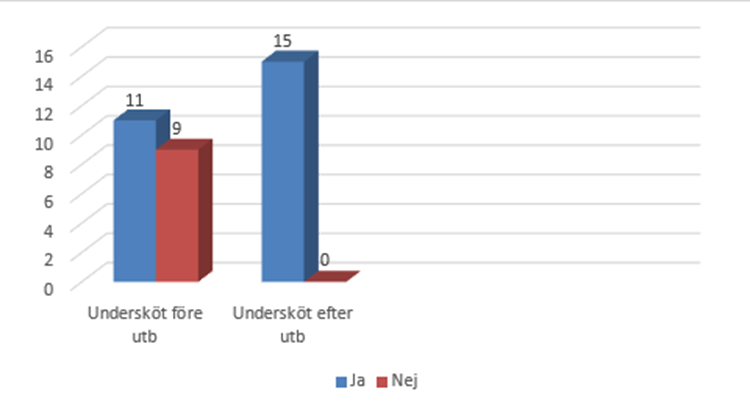 16
14
12
10
8
6
4
2
0
11
9
15
0
Undersköt före
utb
Undersköt efter
utb
Ja Nej